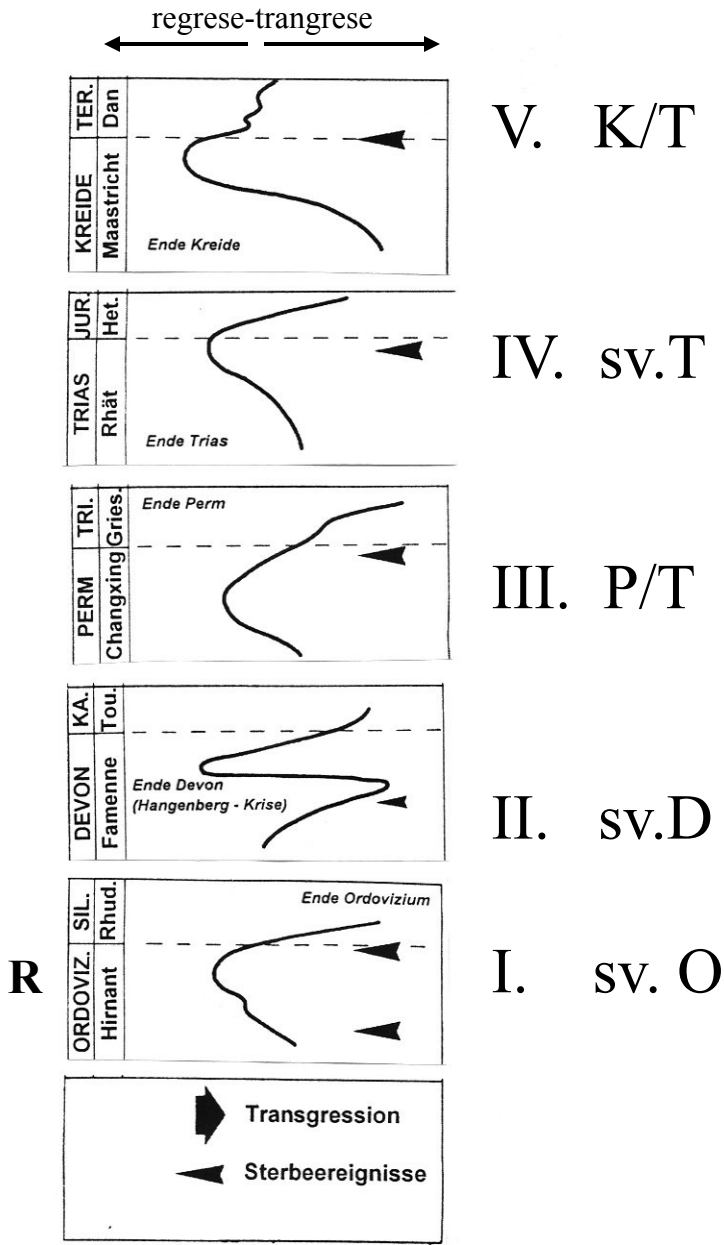 regrese-trangrese
TER.
Dan
KREIDE
Maastricht
Ende Kreide
V. K/T
JUR.
Het.
TRIAS
Rhät
Ende Trias
IV. sv.T
TRI.
Gries.
PERM
Changxing
Ende Perm
III. P/T
KA.
Tou.
DEVON
Famenne
Ende Devon
(Hangenberg - Krise)
II. sv.D
SIL.
Rhud.
ORDOVIZ.
Hirnant
Ende Ordovizium
R
I. sv. O
Transgression
Sterbeereignisse